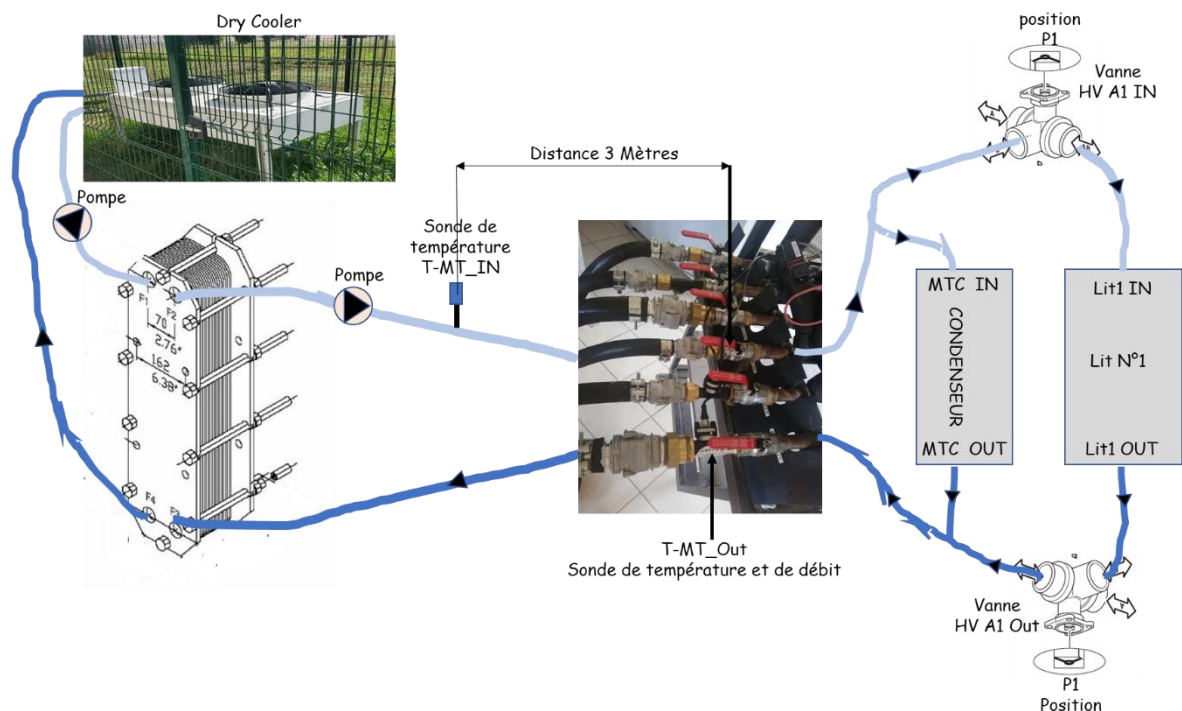 Dry Cooler
position
P1
Vanne
HV A1 IN
Distance 3 Mètres
Pompe
Sonde de
température
T-MT_IN
Pompe
F1
F2
70
2.76"
162
6.38"
F4
MTC IN
CONDENSEUR
MTC OUT
Lit1 IN
Lit N°1
Lit1 OUT
T-MT_Out
Sonde de température et de débit
Vanne
HV A1 Out
P1
Position